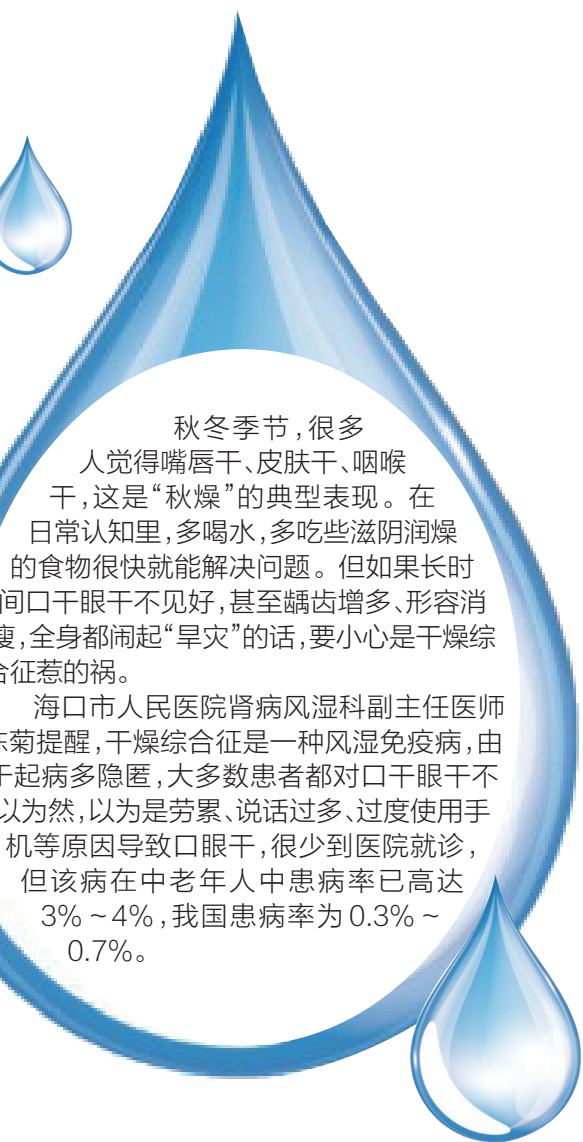 秋冬季节,很多
人觉得嘴唇干、皮肤干、咽喉
干,这是“秋燥”的典型表现。在
日常认知里,多喝水,多吃些滋阴润燥
的食物很快就能解决问题。但如果长时
间口干眼干不见好,甚至龋齿增多、形容消
瘦,全身都闹起“旱灾”的话,要小心是干燥综
合征惹的祸。
海口市人民医院肾病风湿科副主任医师
菊提醒,干燥综合征是一种风湿免疫病,由
于起病多隐匿,大多数患者都对口干眼干不
以为然,以为是劳累、说话过多、过度使用手
机等原因导致口眼干,很少到医院就诊,
但该病在中老年人中患病率已高达
3%~4%,我国患病率为0.3%~
0.7%。